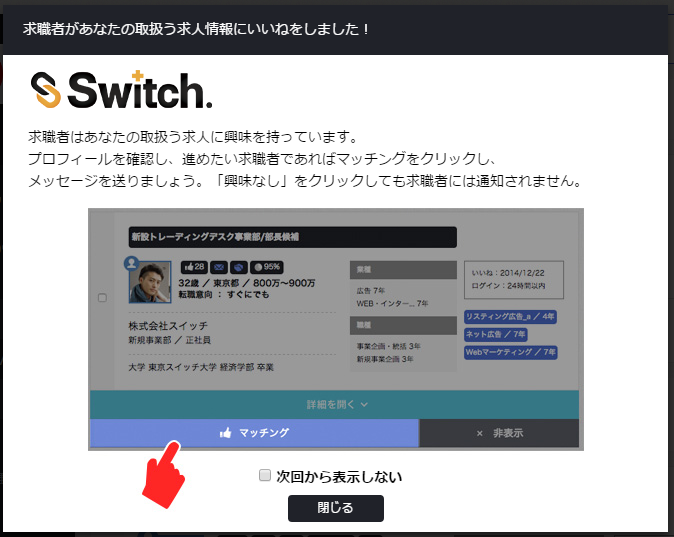 求職者があなたの取扱う求人情報にいいねをしました！
Switch.
求職者はあなたの取扱う求人に興味を持っています。
プロフィールを確認し、進めたい求職者であればマッチングをクリックし、
メッセージを送りましょう。「興味なし」をクリックしても求職者には通知されません。
新設トレーディングデスク事業部/部長候補
28
95%
32歳 ／ 東京都 ／ 800万～900万
転職意向 ： すぐにでも
株式会社スイッチ
新規事業部 ／ 正社員
大学 東京スイッチ大学 経済学部 卒業
業種
広告 7年
WEB・インター... 7年
職種
事業企画・統括 3年
新規事業企画 3年
いいね：2014/12/22
ログイン：24時間以内
リスティング広告_a ／ 4年
ネット広告 ／ 7年
Webマーケティング ／ 7年
詳細を開く
マッチング
× 非表示
次回から表示しない
閉じる